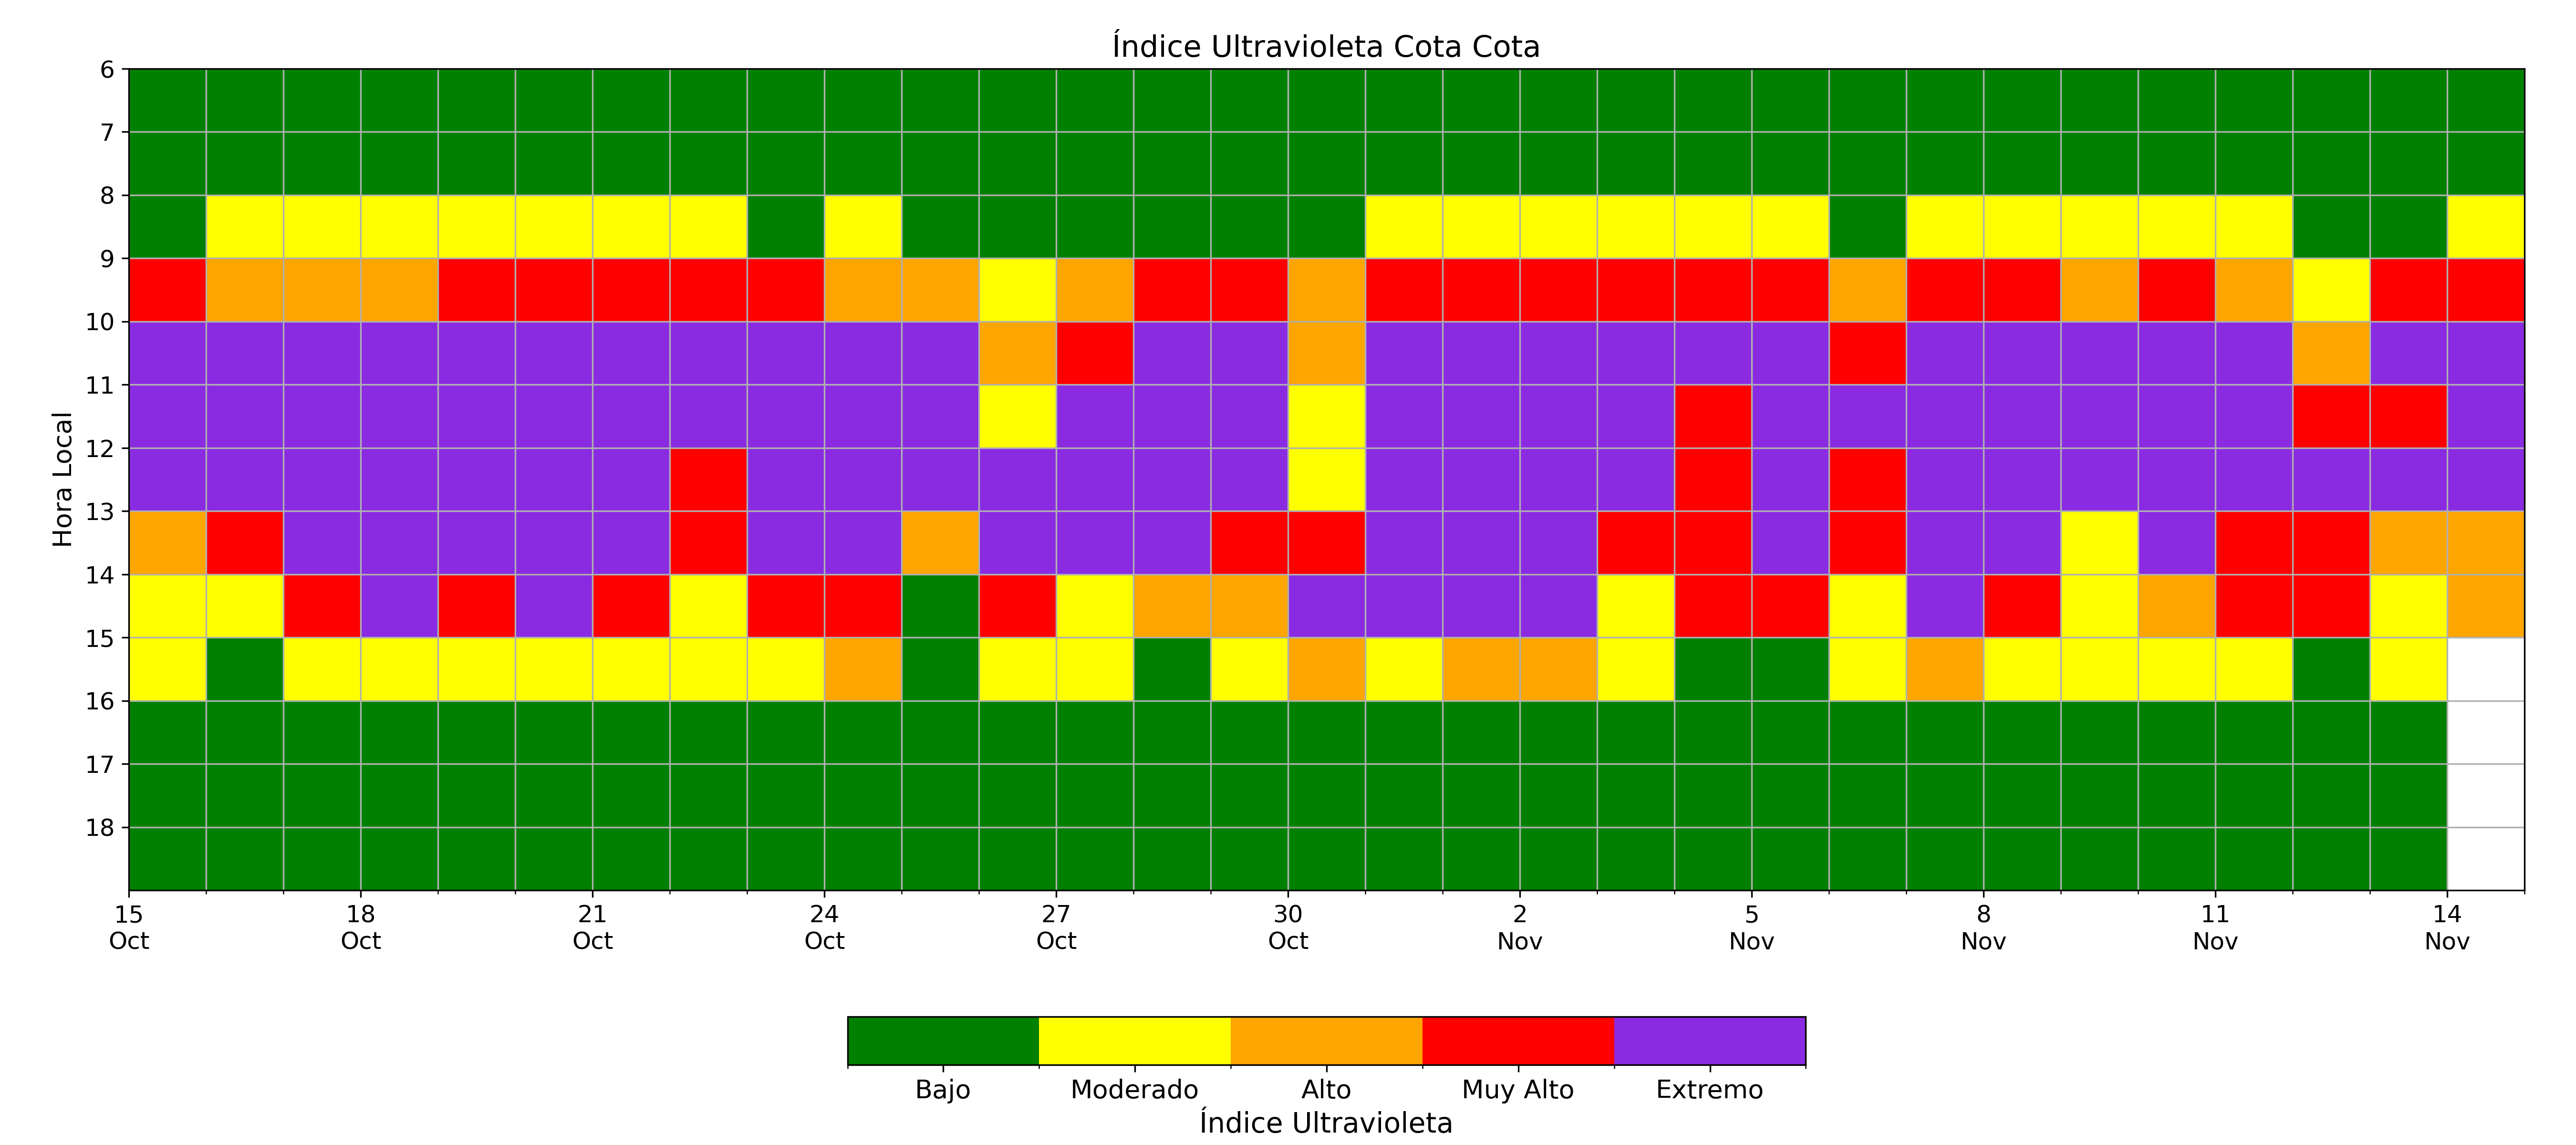 Índice Ultravioleta Cota Cota
6
7
8
9
10
11
12
13
14
15
16
17
18
Hora Local
15 18 21 24 27 30 2 5 8 11 14
Oct Oct Oct Oct Oct Oct Nov Nov Nov Nov Nov
Bajo Moderado Alto Muy Alto Extremo
Índice Ultravioleta